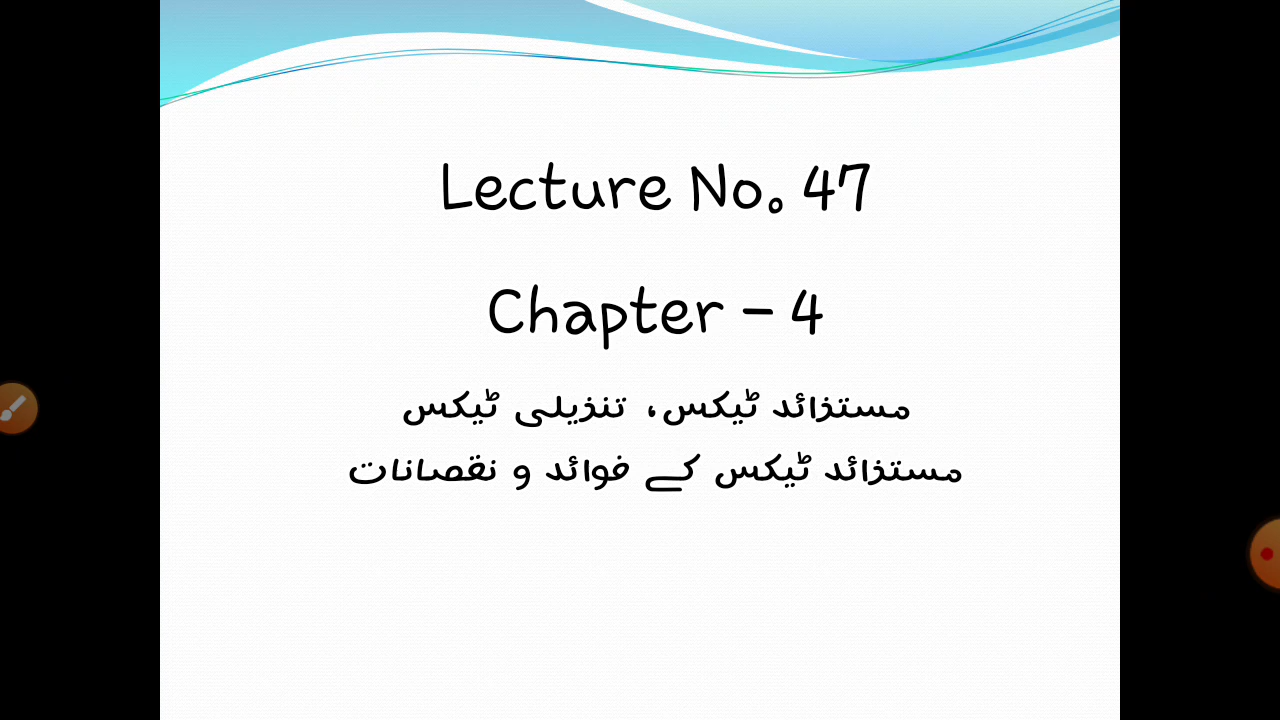 Lecture No. 47
Chapter – 4
مستزائد ٹیکس، تنزیلی ٹیکس
مستزائد ٹیکس کے فوائد و نقصانات